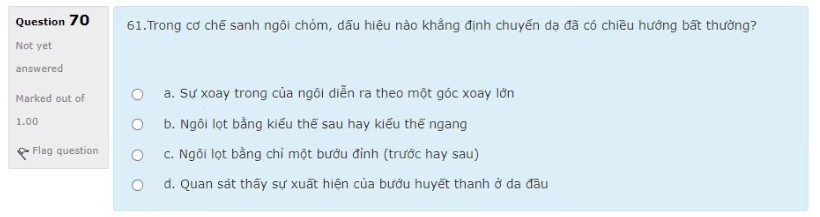 Question 70
Not yet
answered
Marked out of
1.00
Flag question
61.Trong cơ chế sanh ngôi chỏm, dấu hiệu nào khẳng định chuyển dạ đã có chiều hướng bất thường?
a. Sự xoay trong của ngôi diễn ra theo một góc xoay lớn
b. Ngôi lọt bằng kiểu thế sau hay kiểu thế ngang
c. Ngôi lọt bằng chỉ một bướu đỉnh (trước hay sau)
d. Quan sát thấy sự xuất hiện của bướu huyết thanh ở da đầu